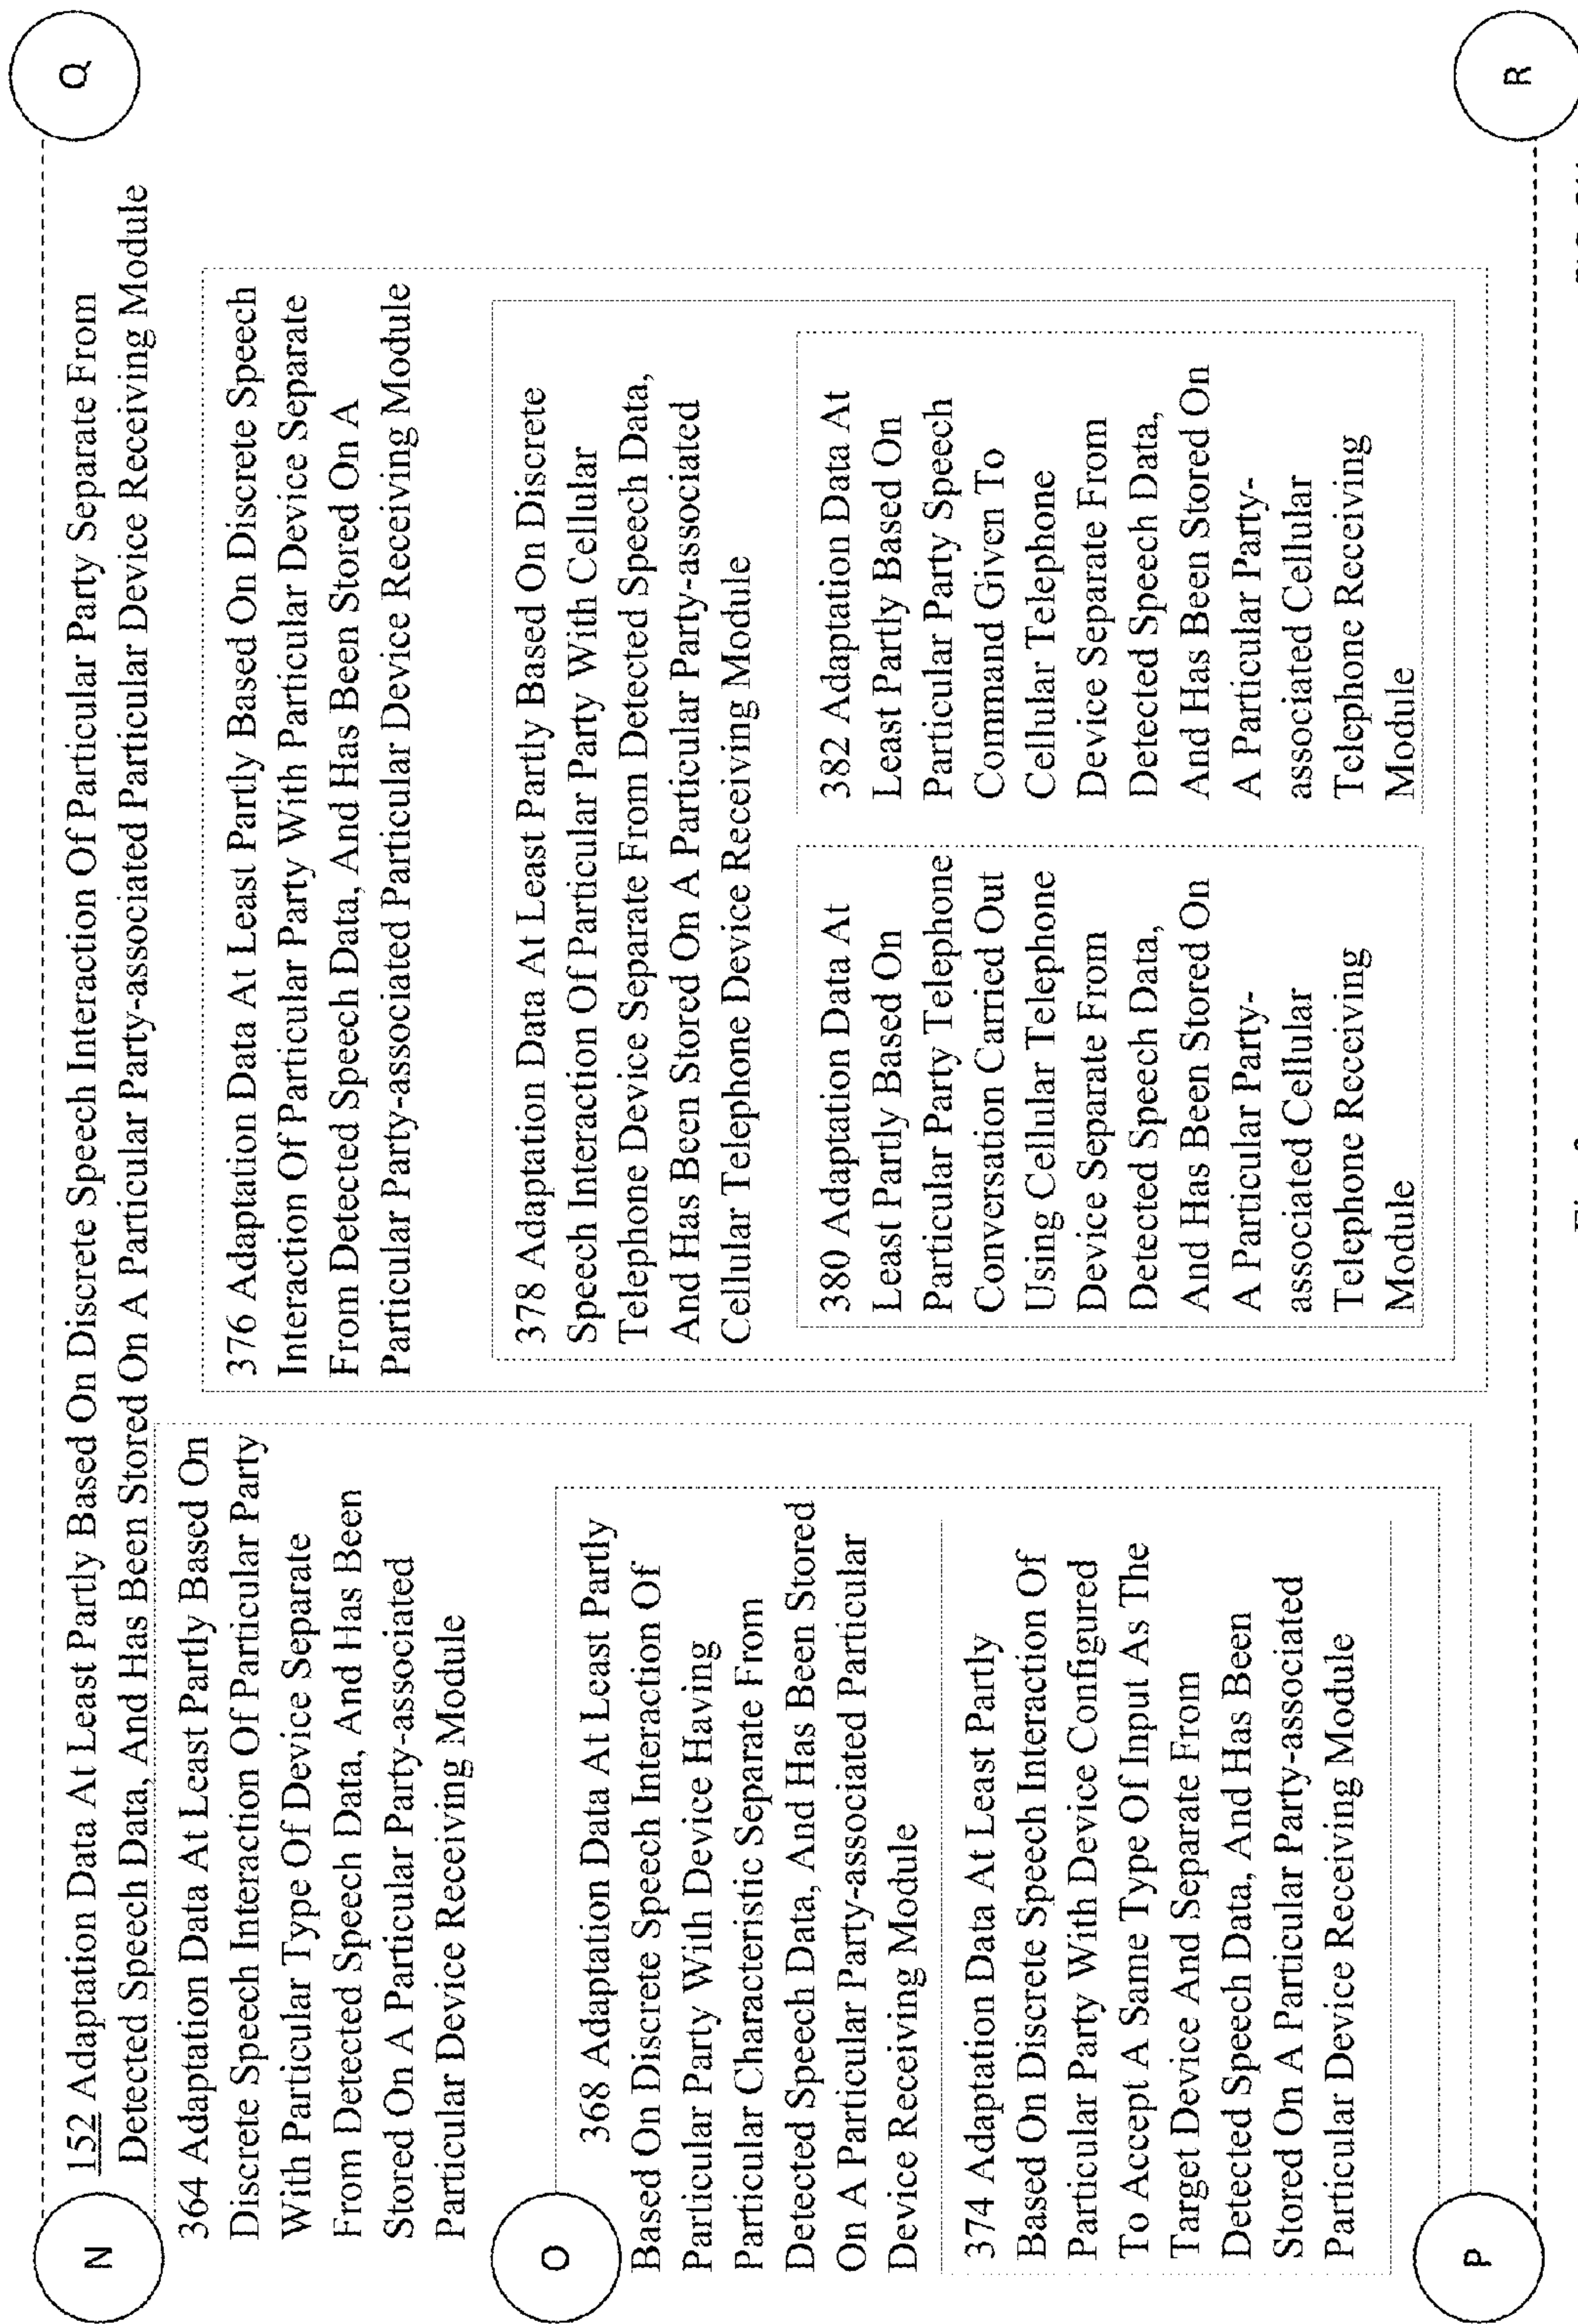 N
152 Adaptation Data At Least Partly Based On Discrete Speech Interaction Of Particular Party Separate From
Detected Speech Data, And Has Been Stored On A Particular Party-associated Particular Device Receiving Module
Q
364 Adaptation Data At Least Partly Based On
Discrete Speech Interaction Of Particular Party
With Particular Type Of Device Separate
From Detected Speech Data, And Has Been
Stored On A Particular Party-associated
Particular Device Receiving Module
O
368 Adaptation Data At Least Partly
Based On Discrete Speech Interaction Of
Particular Party With Device Having
Particular Characteristic Separate From
Detected Speech Data, And Has Been Stored
On A Particular Party-associated Particular
Device Receiving Module
374 Adaptation Data At Least Partly
Based On Discrete Speech Interaction Of
Particular Party With Device Configured
To Accept A Same Type Of Input As The
Target Device And Separate From
Detected Speech Data, And Has Been
Stored On A Particular Party-associated
Particular Device Receiving Module
P
376 Adaptation Data At Least Partly Based On Discrete Speech
Interaction Of Particular Party With Particular Device Separate
From Detected Speech Data, And Has Been Stored On A
Particular Party-associated Particular Device Receiving Module
378 Adaptation Data At Least Partly Based On Discrete
Speech Interaction Of Particular Party With Cellular
Telephone Device Separate From Detected Speech Data,
And Has Been Stored On A Particular Party-associated
Cellular Telephone Device Receiving Module
380 Adaptation Data At
Least Partly Based On
Particular Party Telephone
Conversation Carried Out
Using Cellular Telephone
Device Separate From
Detected Speech Data,
And Has Been Stored On
A Particular Party-
associated Cellular
Telephone Receiving
Module
382 Adaptation Data At
Least Partly Based On
Particular Party Speech
Command Given To
Cellular Telephone
Device Separate From
Detected Speech Data,
And Has Been Stored On
A Particular Party-
associated Cellular
Telephone Receiving
Module
R